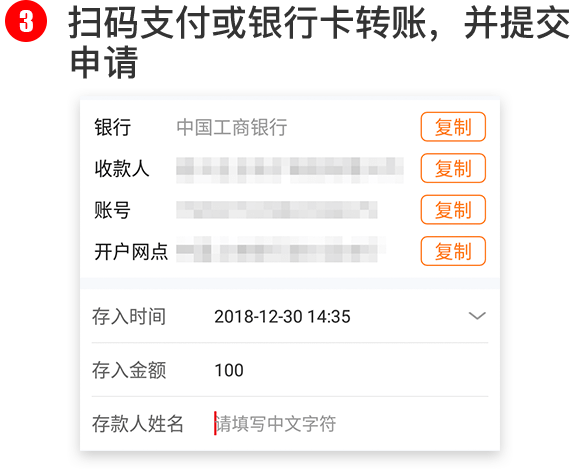 3 扫码支付或银行卡转账，并提交
申请
银行 中国工商银行 复制
收款人 复制
账号 复制
开户网点 复制
存入时间 2018-12-30 14:35
存入金额 100
存款人姓名 请填写中文字符